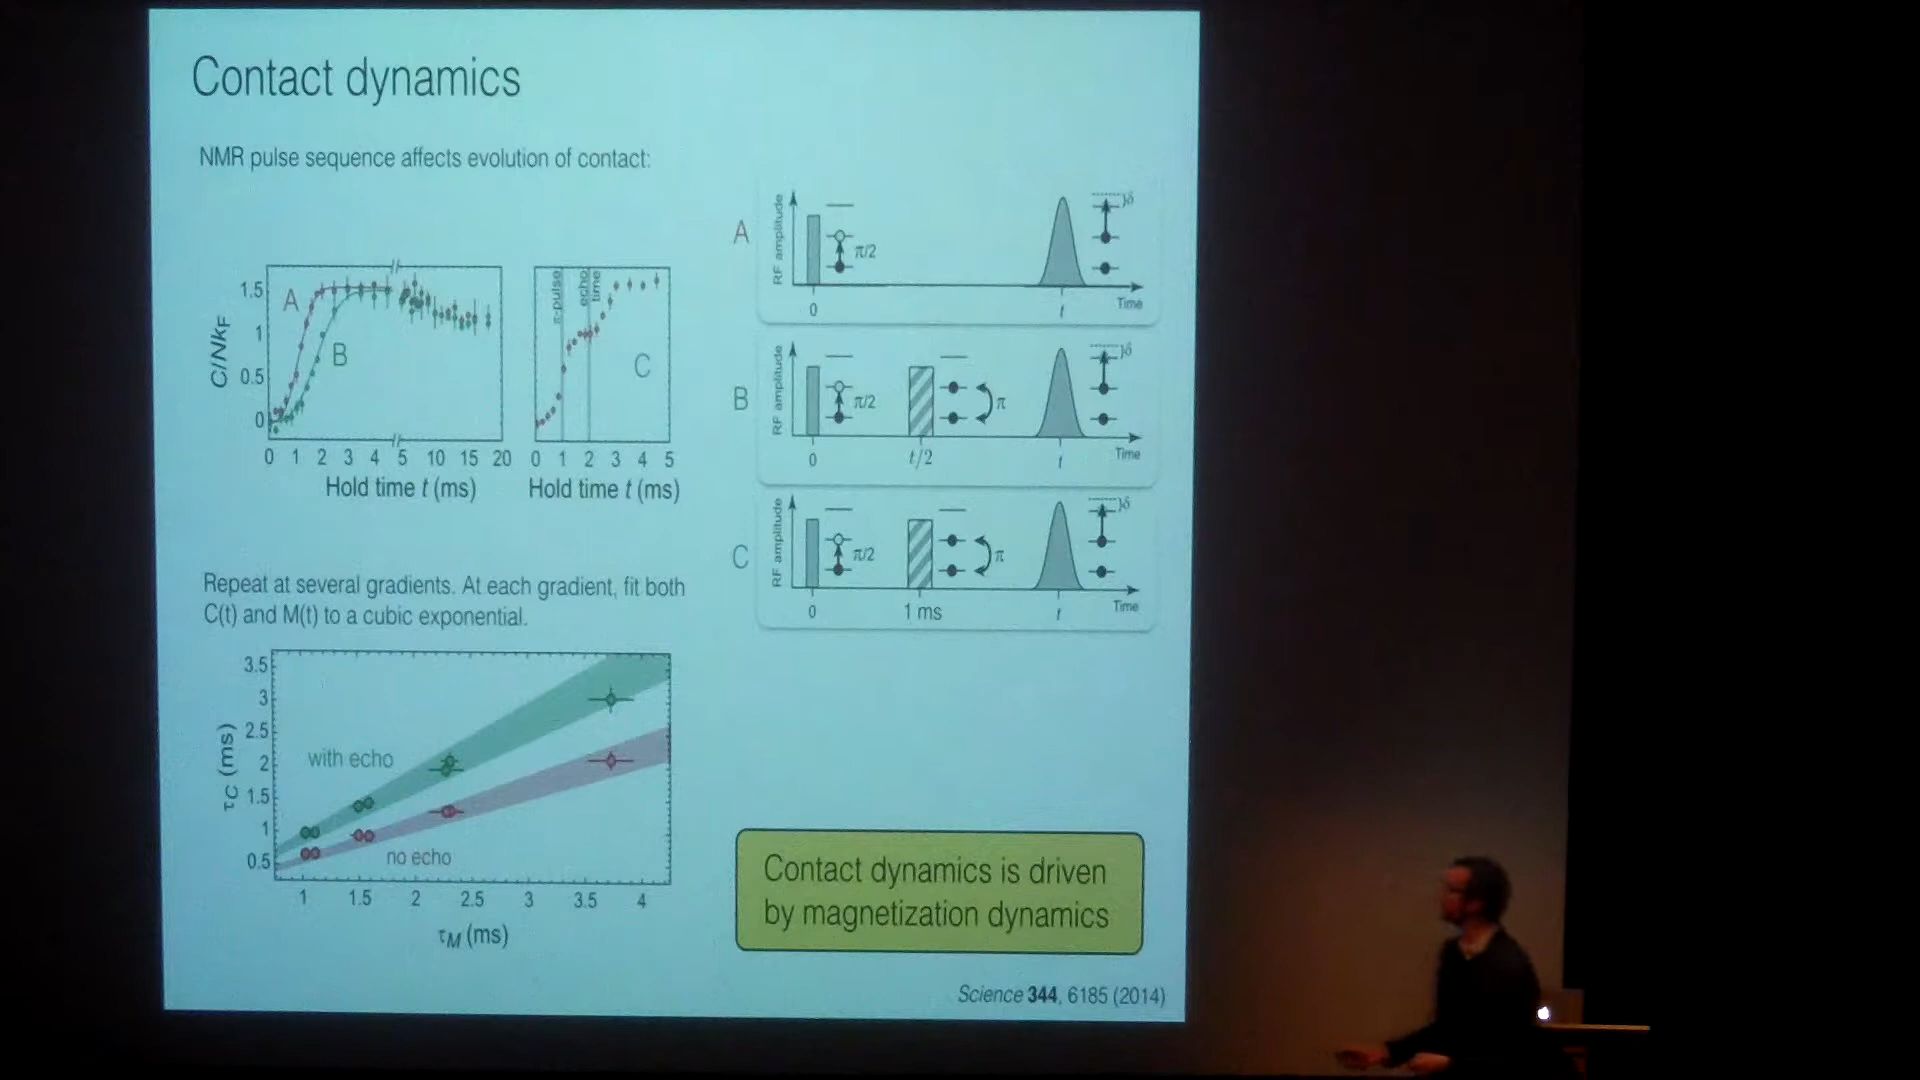 Contact dynamics
NMR pulse sequence affects evolution of contact:
C/NkF
1.5
1
0.5
0
A
B
0 1 2 3 4 5 10 15 20
Hold time t (ms)
π-pulse
echo
time
C
0 1 2 3 4 5
Hold time t (ms)
A
RF amplitude
π/2
}δ
0
t
Time
B
RF amplitude
π/2
π
}δ
0
t/2
t
Time
C
RF amplitude
π/2
π
}δ
0
1 ms
t
Time
Repeat at several gradients. At each gradient, fit both
C(t) and M(t) to a cubic exponential.
τC (ms)
3.5
3
2.5
2
1.5
1
0.5
with echo
no echo
1 1.5 2 2.5 3 3.5 4
τM (ms)
Contact dynamics is driven
by magnetization dynamics
Science 344, 6185 (2014)